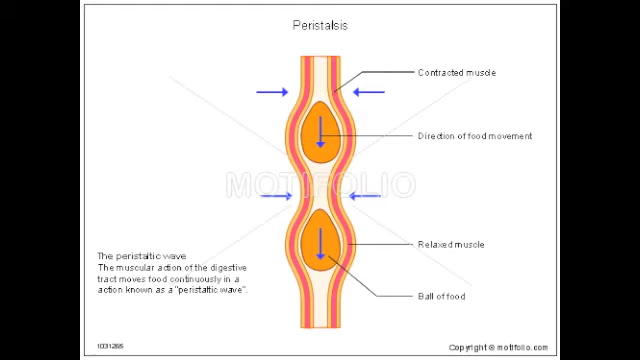 Peristalsis
Contracted muscle
Direction of food movement
MOTIFOLIO
Relaxed muscle
The peristaltic wave
The muscular action of the digestive
tract moves food continuously in a
action known as a "peristaltic wave".
Ball of food
1031265
Copyright © motifolio.com